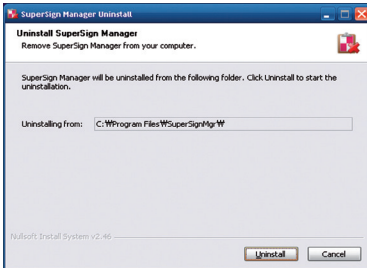 SuperSign Manager Uninstall
Uninstall SuperSign Manager
Remove SuperSign Manager from your computer.
SuperSign Manager will be uninstalled from the following folder. Click Uninstall to start the
uninstallation.
Uninstalling from: C:₩Program Files₩SuperSignMgr₩
Nullsoft Install System v2.46
Uninstall Cancel